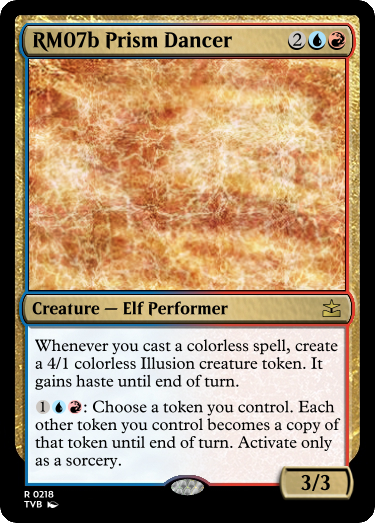 RM07b Prism Dancer 2
Creature — Elf Performer
Whenever you cast a colorless spell, create
a 4/1 colorless Illusion creature token. It
gains haste until end of turn.
1: Choose a token you control. Each
other token you control becomes a copy of
that token until end of turn. Activate only
as a sorcery.
3/3
R 0218
TVB